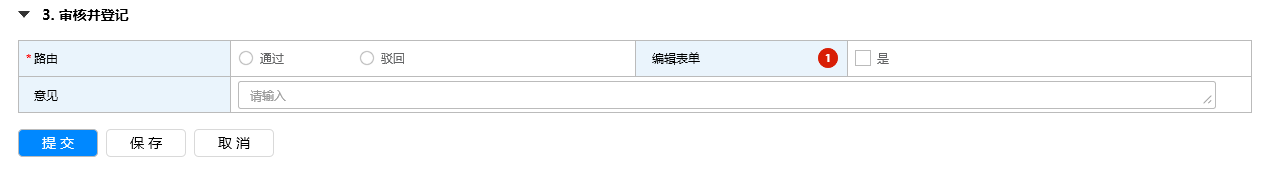 3. 审核并登记
* 路由 通过 驳回 编辑表单 1 是
意见 请输入
提交 保存 取消